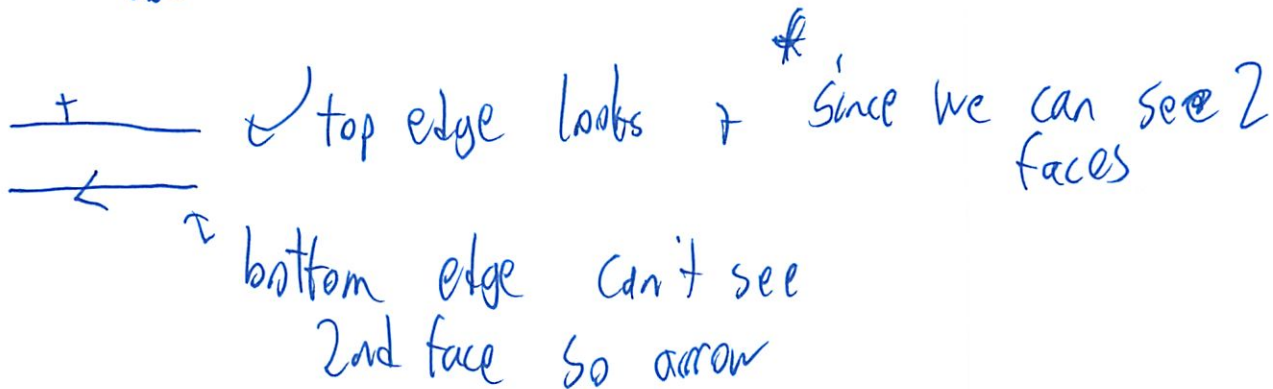 + top edge looks + * since we can see 2
faces
bottom edge can't see
2nd face so arrow